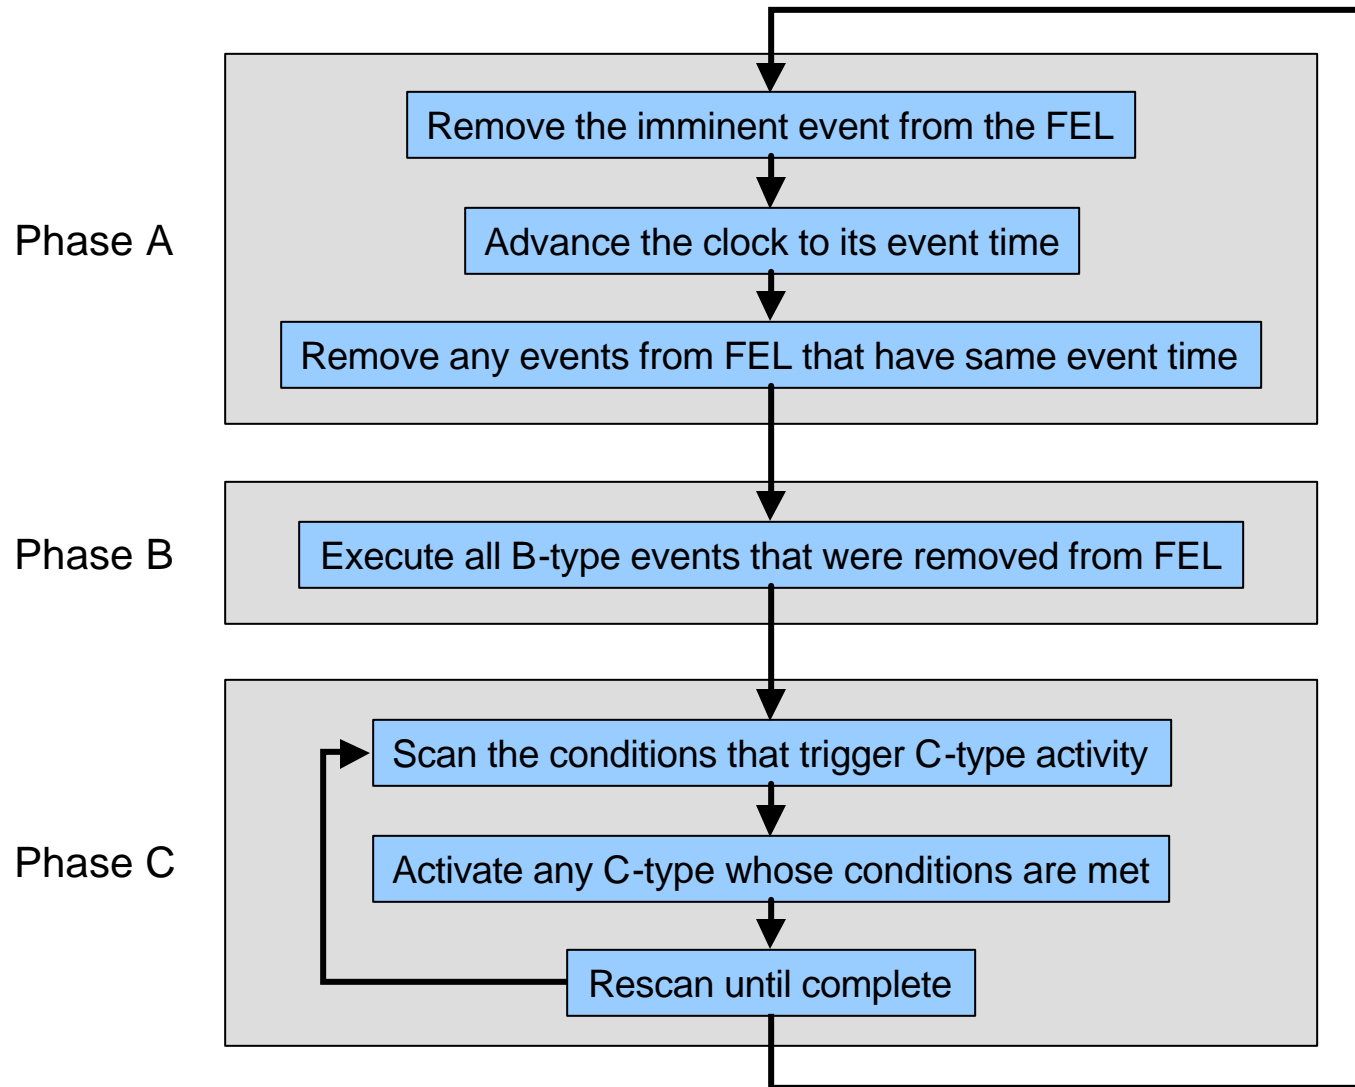 Phase A
Remove the imminent event from the FEL
Advance the clock to its event time
Remove any events from FEL that have same event time
Phase B
Execute all B-type events that were removed from FEL
Phase C
Scan the conditions that trigger C-type activity
Activate any C-type whose conditions are met
Rescan until complete